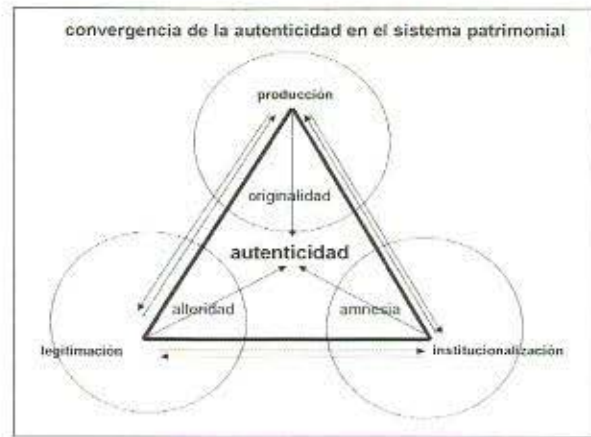 convergencia de la autenticidad en el sistema patrimonial
producción
originalidad
autenticidad
alteridad
amnesia
legitimación
institucionalización